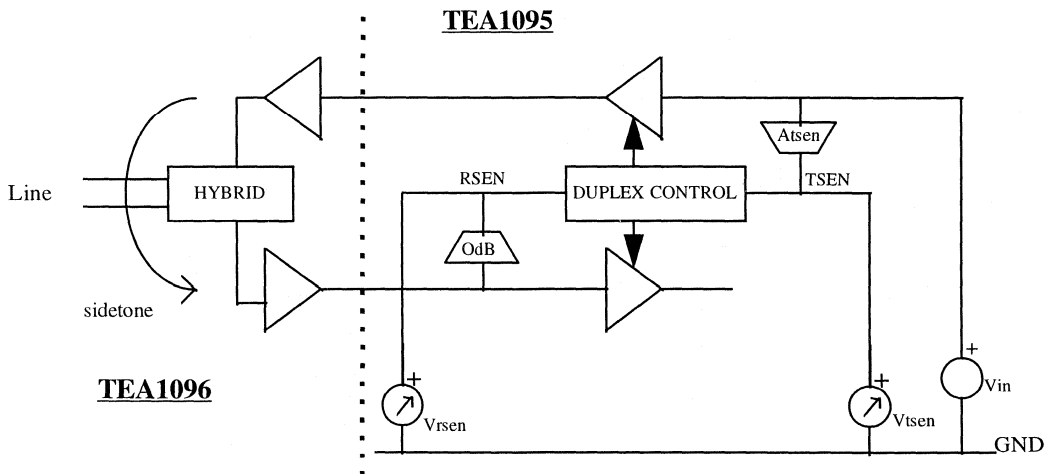 TEA1095
Atsen
Line
HYBRID
RSEN
DUPLEX CONTROL
TSEN
OdB
sidetone
+
TEA1096
+
Vrsen
+
Vtsen
Vin
GND